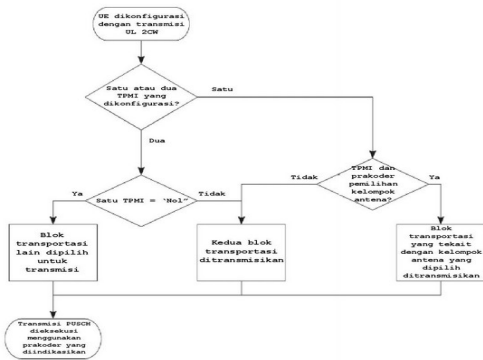 UE dikonfigurasi
dengan transmisi
UL 2CW
Satu atau dua
TPMI yang
dikonfigurasi?
Satu
Dua
Ya
Satu TPMI = ‘Nol”
Tidak
Tidak
TPMI dan
prakoder
pemilihan
kelompok
antena?
Ya
Blok
transportasi
lain dipilih
untuk
transmisi
Kedua blok
transportasi
ditransmisikan
Blok
transportasi
yang tekait
dengan kelompok
antena yang
dipilih
ditransmisikan
Transmisi PUSCH
dieksekusi
menggunakan
prakoder yang
diindikasikan